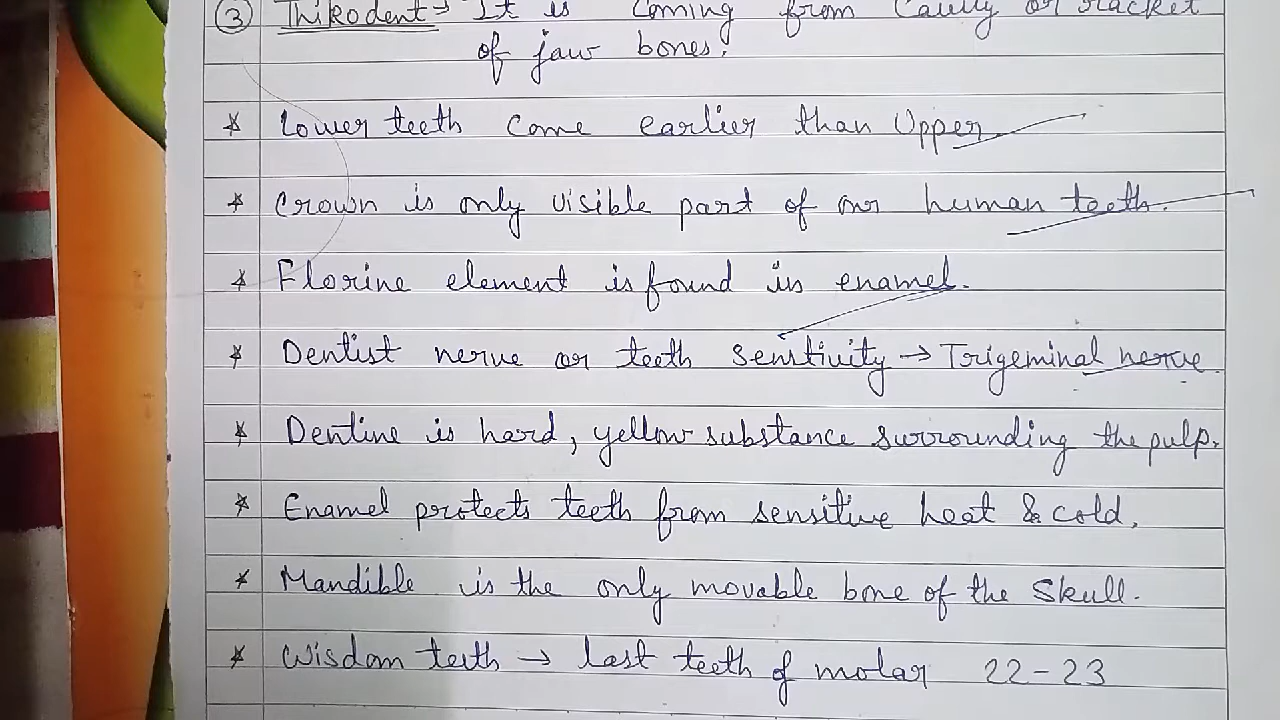 ③ Thikodent → It is coming from Cavity or Sracket
of jaw bones.
* Lower teeth come earlier than Upper
* Crown is only visible part of our human teeth.
* Florine element is found in enamel.
* Dentist nerve or teeth sensitivity → Trigeminal nerve.
* Dentine is hard, yellow substance surrounding the pulp.
* Enamel protects teeth from sensitive heat & cold.
* Mandible is the only movable bone of the Skull.
* Wisdom teeth → last teeth of molar 22-23